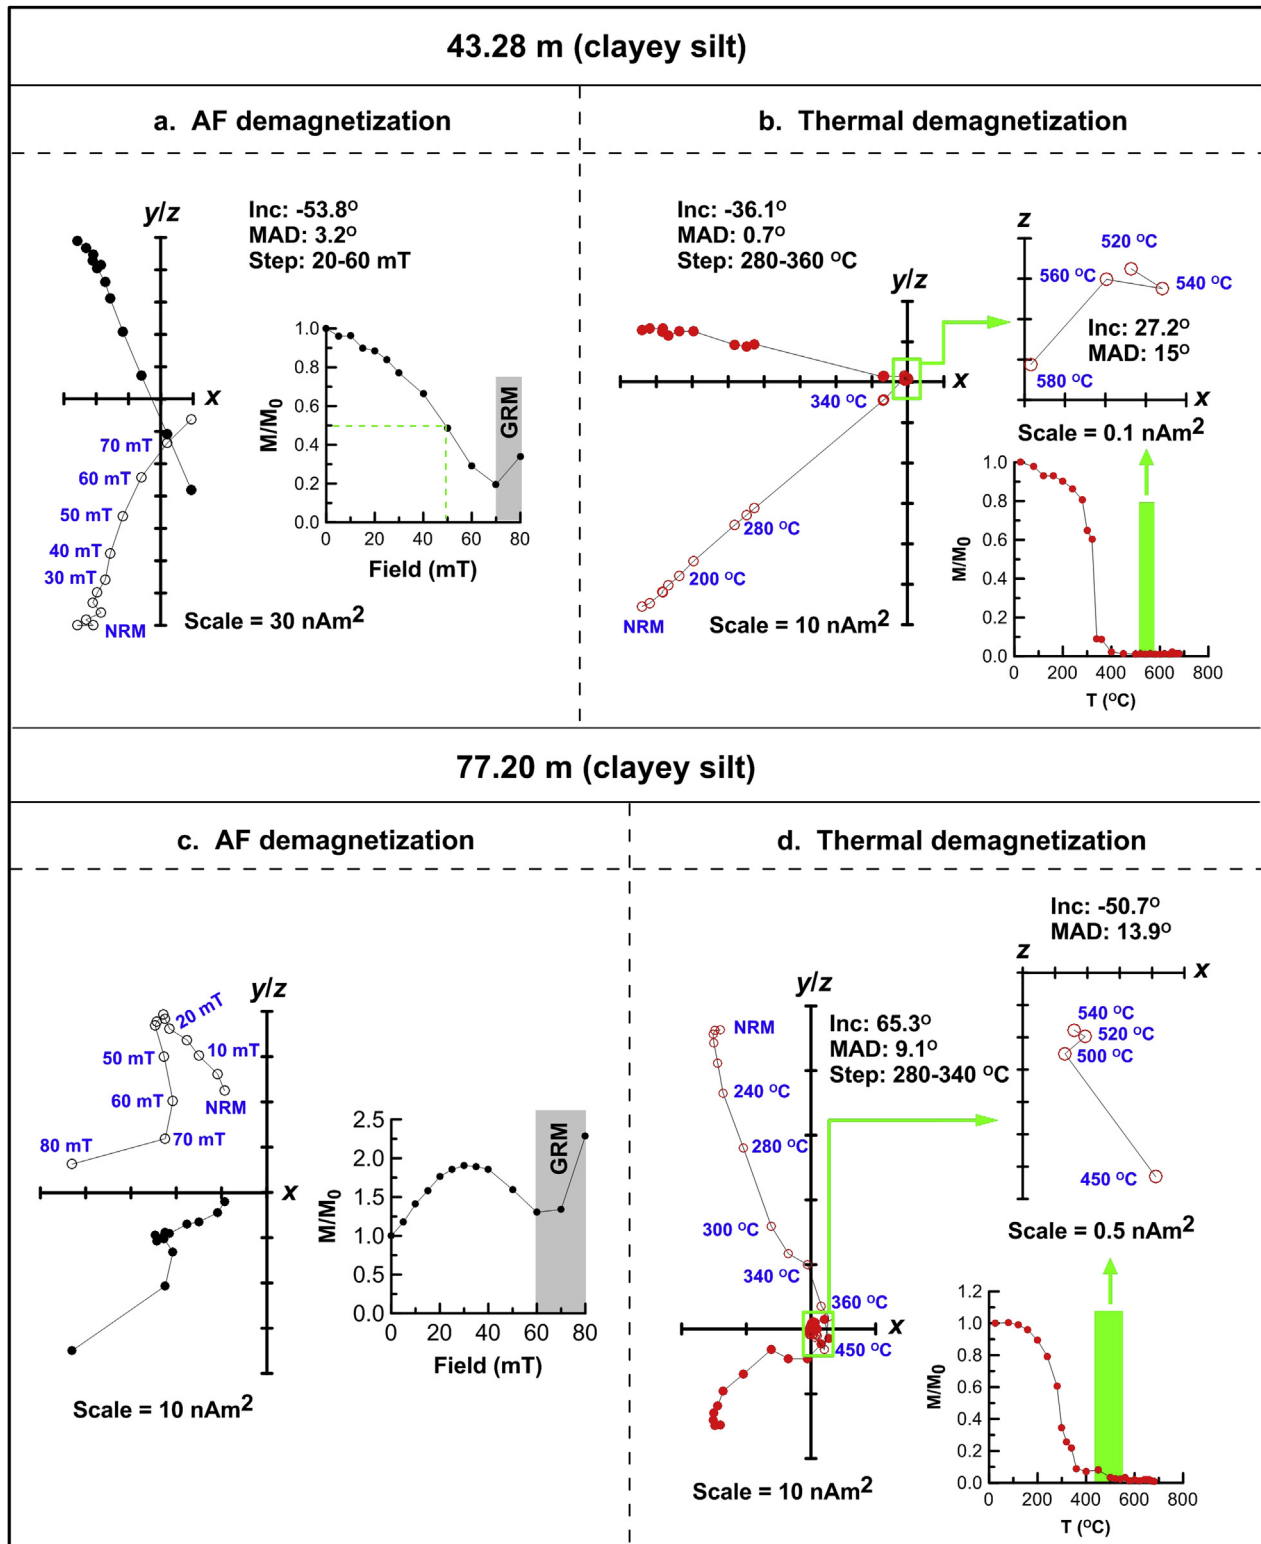 43.28 m (clayey silt)
a. AF demagnetization
b. Thermal demagnetization
y/z
Inc: -53.8°
MAD: 3.2°
Step: 20-60 mT
x
70 mT
60 mT
50 mT
40 mT
30 mT
NRM
Scale = 30 nAm²
1.0
0.8
0.6
0.4
0.2
0.0
M/M₀
GRM
0 20 40 60 80
Field (mT)
Inc: -36.1°
MAD: 0.7°
Step: 280-360 °C
y/z
x
340 °C
280 °C
200 °C
NRM
Scale = 10 nAm²
z
520 °C
560 °C
540 °C
Inc: 27.2°
MAD: 15°
580 °C
x
Scale = 0.1 nAm²
1.0
0.8
0.6
0.4
0.2
0.0
M/M₀
0 200 400 600 800
T (°C)
77.20 m (clayey silt)
c. AF demagnetization
d. Thermal demagnetization
y/z
20 mT
10 mT
50 mT
NRM
60 mT
70 mT
80 mT
x
Scale = 10 nAm²
2.5
2.0
1.5
1.0
0.5
0.0
M/M₀
GRM
0 20 40 60 80
Field (mT)
y/z
NRM
Inc: 65.3°
MAD: 9.1°
Step: 280-340 °C
240 °C
280 °C
300 °C
340 °C
360 °C
x
450 °C
Scale = 10 nAm²
Inc: -50.7°
MAD: 13.9°
z
x
540 °C
520 °C
500 °C
450 °C
Scale = 0.5 nAm²
1.2
1.0
0.8
0.6
0.4
0.2
0.0
M/M₀
0 200 400 600 800
T (°C)